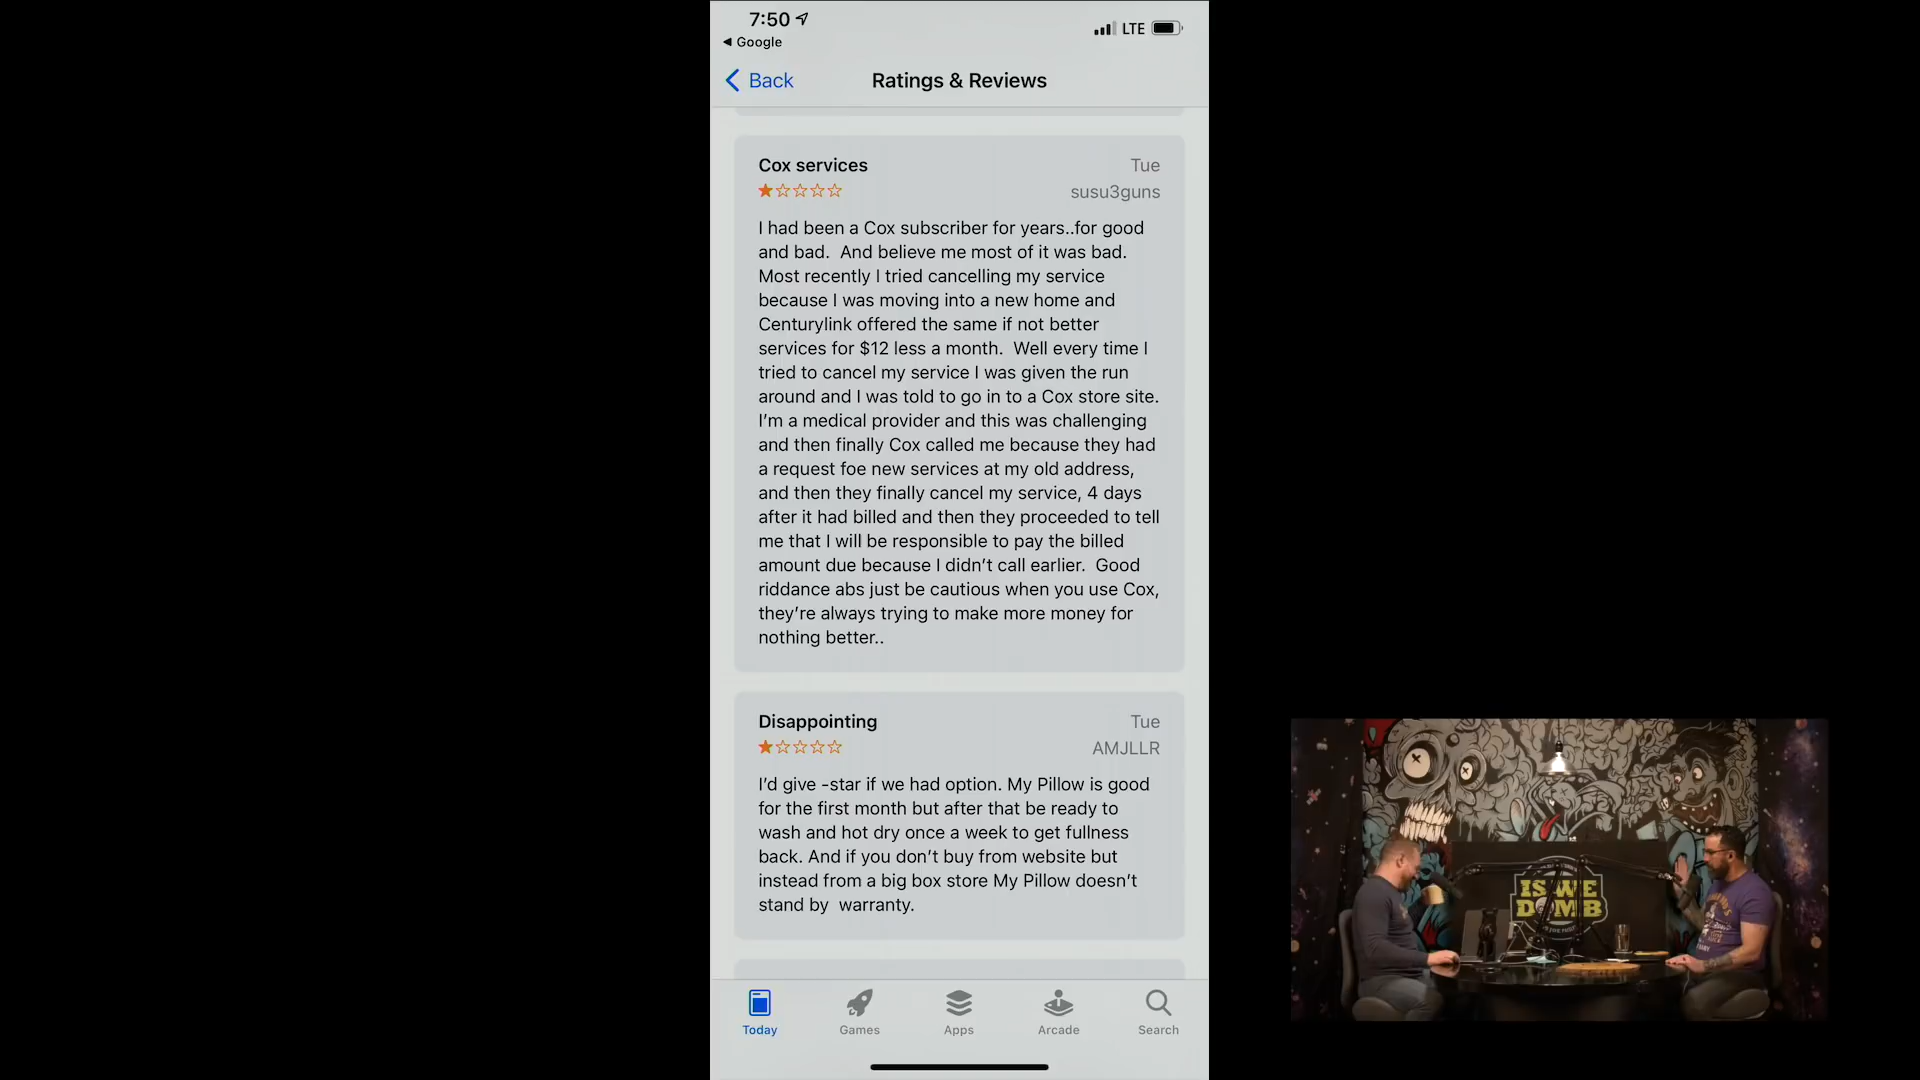 7:50
LTE
◀ Google
Back
Ratings & Reviews
Cox services
Tue
susu3guns
I had been a Cox subscriber for years..for good
and bad.  And believe me most of it was bad.
Most recently I tried cancelling my service
because I was moving into a new home and
Centurylink offered the same if not better
services for $12 less a month.  Well every time I
tried to cancel my service I was given the run
around and I was told to go in to a Cox store site.
I’m a medical provider and this was challenging
and then finally Cox called me because they had
a request foe new services at my old address,
and then they finally cancel my service, 4 days
after it had billed and then they proceeded to tell
me that I will be responsible to pay the billed
amount due because I didn’t call earlier.  Good
riddance abs just be cautious when you use Cox,
they’re always trying to make more money for
nothing better..
Disappointing
Tue
AMJLLR
I’d give -star if we had option. My Pillow is good
for the first month but after that be ready to
wash and hot dry once a week to get fullness
back. And if you don’t buy from website but
instead from a big box store My Pillow doesn’t
stand by  warranty.
Today
Games
Apps
Arcade
Search
IS WE
DOMB